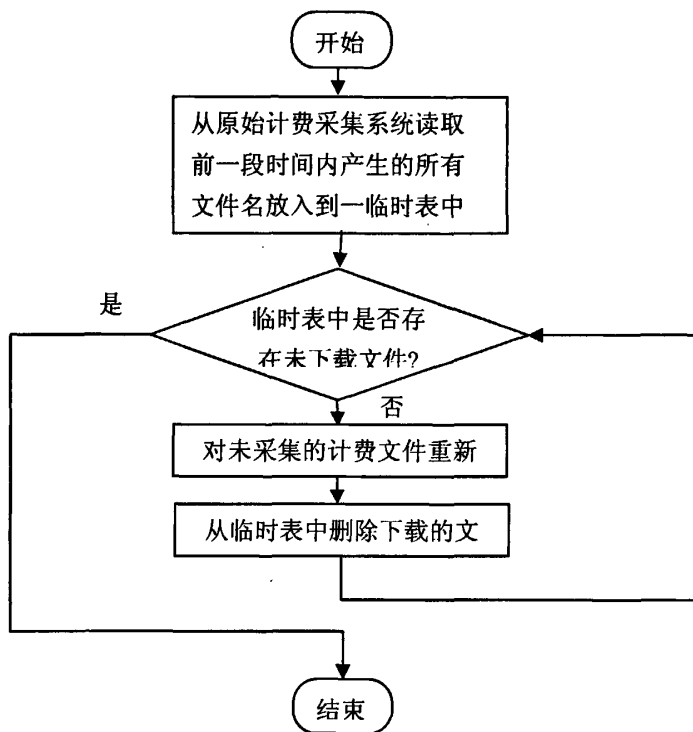 开始
从原始计费采集系统读取
前一段时间内产生的所有
文件名放入到一临时表中
是
临时表中是否存
在未下载文件?
否
对未采集的计费文件重新
从临时表中删除下载的文
结束